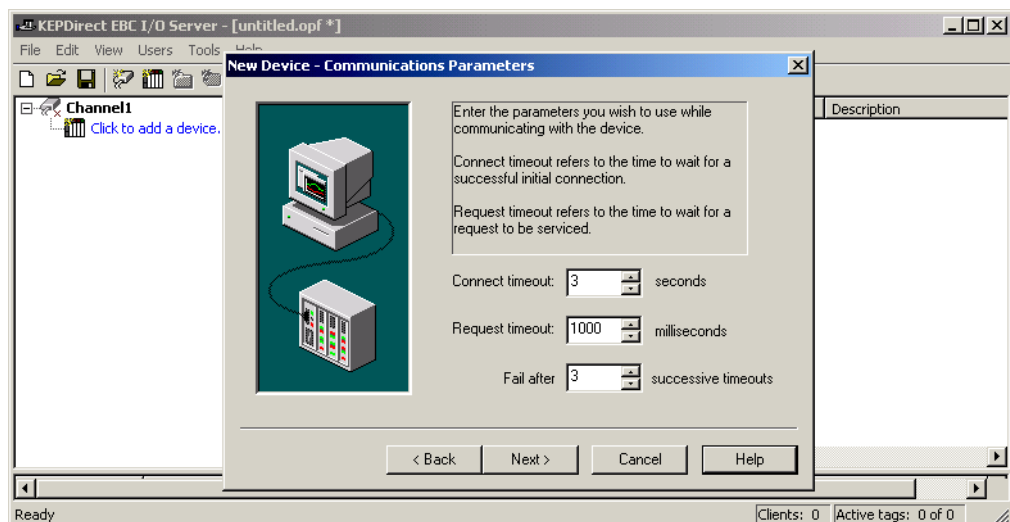 KEPDirect EBC I/O Server - [untitled.opf *]
File Edit View Users Tools Help
New Device - Communications Parameters
Channel1
Click to add a device.
Description
Enter the parameters you wish to use while
communicating with the device.
Connect timeout refers to the time to wait for a
successful initial connection.
Request timeout refers to the time to wait for a
request to be serviced.
Connect timeout: 3 seconds
Request timeout: 1000 milliseconds
Fail after 3 successive timeouts
< Back Next > Cancel Help
Ready Clients: 0 Active tags: 0 of 0